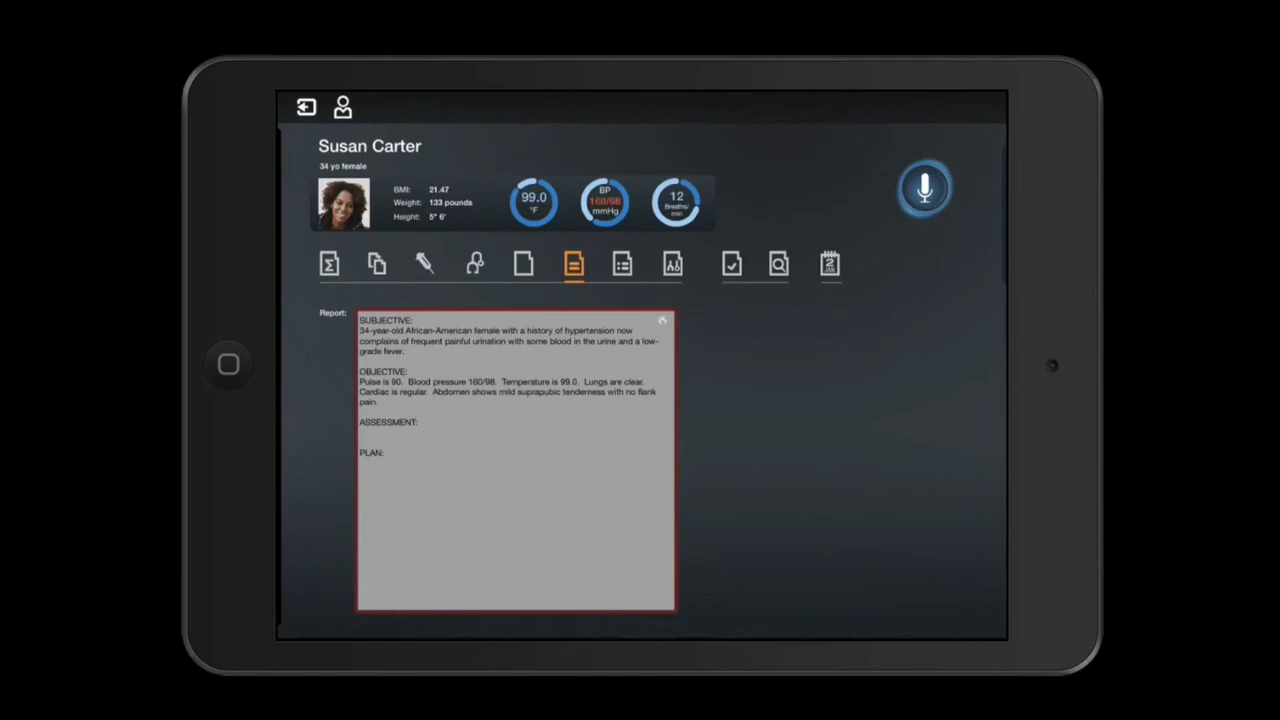 Susan Carter
34 yo female
BMI: 21.47
Weight: 133 pounds
Height: 5" 6'
99.0
°F
BP
160/98
mmHg
12
Breaths/
min
2
JAN
Report:
SUBJECTIVE:
34-year-old African-American female with a history of hypertension now
complains of frequent painful urination with some blood in the urine and a low-
grade fever.
OBJECTIVE:
Pulse is 90. Blood pressure 160/98. Temperature is 99.0. Lungs are clear.
Cardiac is regular. Abdomen shows mild suprapubic tenderness with no flank
pain.
ASSESSMENT:
PLAN: